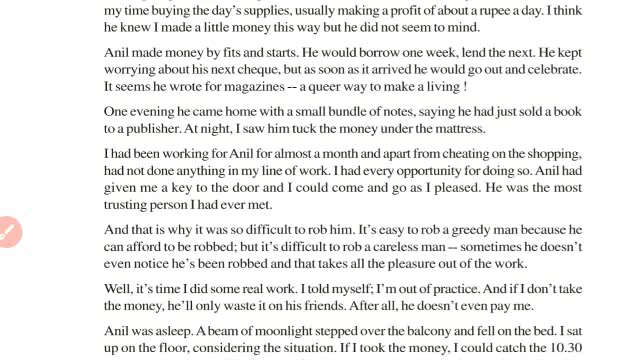 my time buying the day's supplies, usually making a profit of about a rupee a day. I think
he knew I made a little money this way but he did not seem to mind.
Anil made money by fits and starts. He would borrow one week, lend the next. He kept
worrying about his next cheque, but as soon as it arrived he would go out and celebrate.
It seems he wrote for magazines -- a queer way to make a living !
One evening he came home with a small bundle of notes, saying he had just sold a book
to a publisher. At night, I saw him tuck the money under the mattress.
I had been working for Anil for almost a month and apart from cheating on the shopping,
had not done anything in my line of work. I had every opportunity for doing so. Anil had
given me a key to the door and I could come and go as I pleased. He was the most
trusting person I had ever met.
And that is why it was so difficult to rob him. It's easy to rob a greedy man because he
can afford to be robbed; but it's difficult to rob a careless man -- sometimes he doesn't
even notice he's been robbed and that takes all the pleasure out of the work.
Well, it's time I did some real work. I told myself; I'm out of practice. And if I don't take
the money, he'll only waste it on his friends. After all, he doesn't even pay me.
Anil was asleep. A beam of moonlight stepped over the balcony and fell on the bed. I sat
up on the floor, considering the situation. If I took the money, I could catch the 10.30